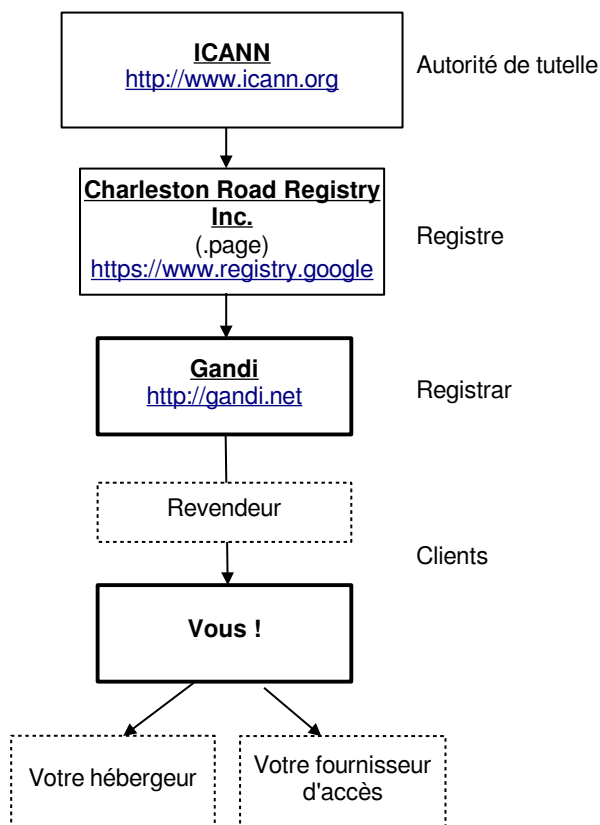 ICANN
http://www.icann.org
Autorité de tutelle
Charleston Road Registry
Inc.
(.page)
https://www.registry.google
Registre
Gandi
http://gandi.net
Registrar
Revendeur
Clients
Vous !
Votre hébergeur
Votre fournisseur
d'accès